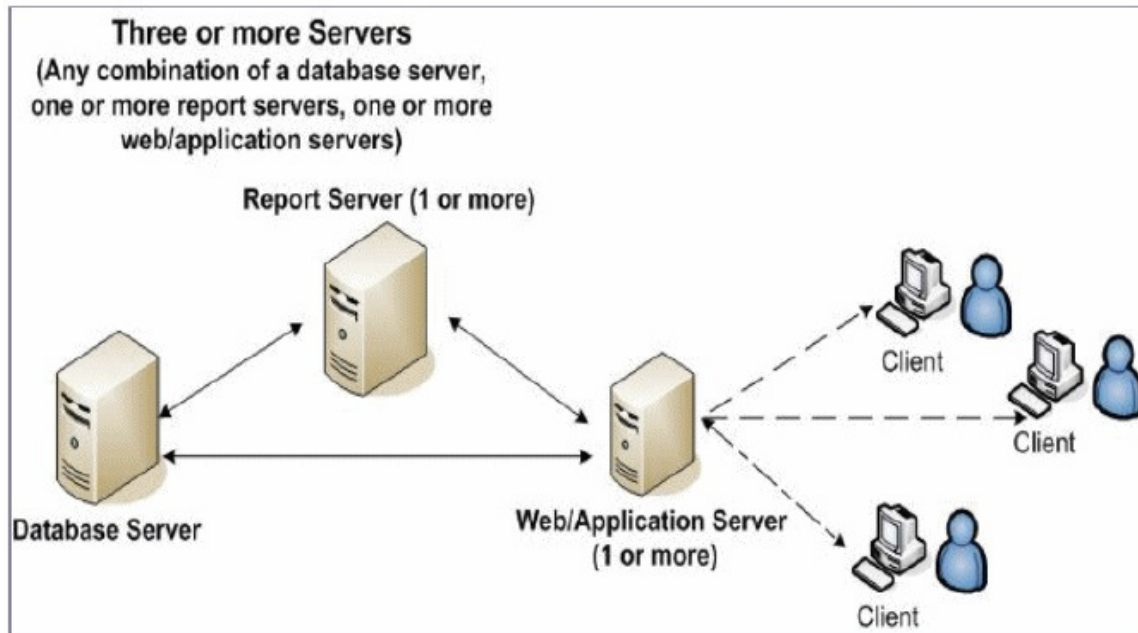 Three or more Servers
(Any combination of a database server,
one or more report servers, one or more
web/application servers)
Report Server (1 or more)
Client
Client
Database Server
Web/Application Server
(1 or more)
Client